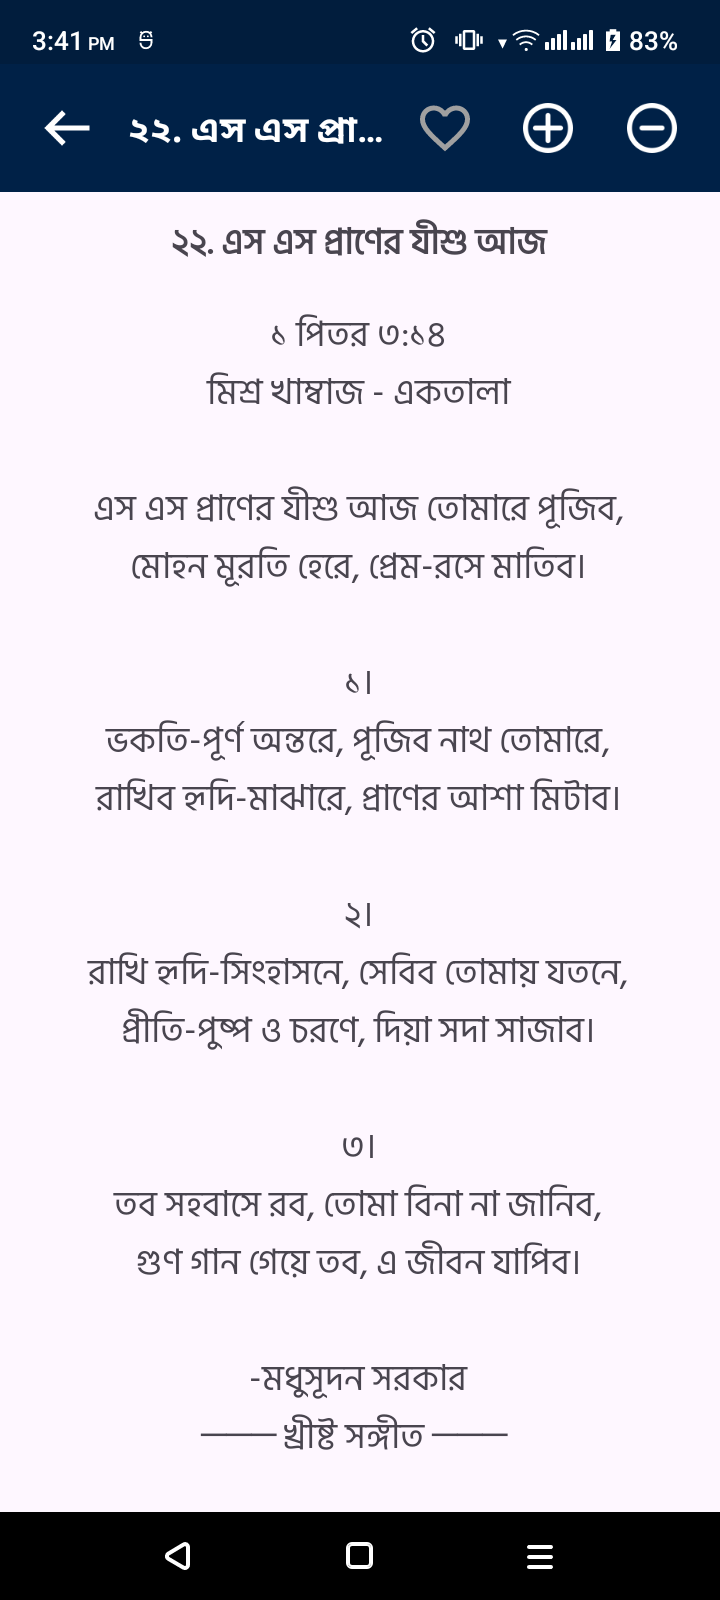 3:41 PM
83%
২২. এস এস প্রা...
২২. এস এস প্রাণের যীশু আজ
১ পিতর ৩:১৪
মিশ্র খাম্বাজ - একতালা
এস এস প্রাণের যীশু আজ তোমারে পূজিব,
মোহন মূরতি হেরে, প্রেম-রসে মাতিব।
১।
ভকতি-পূর্ণ অন্তরে, পূজিব নাথ তোমারে,
রাখিব হৃদি-মাঝারে, প্রাণের আশা মিটাব।
২।
রাখি হৃদি-সিংহাসনে, সেবিব তোমায় যতনে,
প্রীতি-পুষ্প ও চরণে, দিয়া সদা সাজাব।
৩।
তব সহবাসে রব, তোমা বিনা না জানিব,
গুণ গান গেয়ে তব, এ জীবন যাপিব।
-মধুসূদন সরকার
—— খ্রীষ্ট সঙ্গীত ——